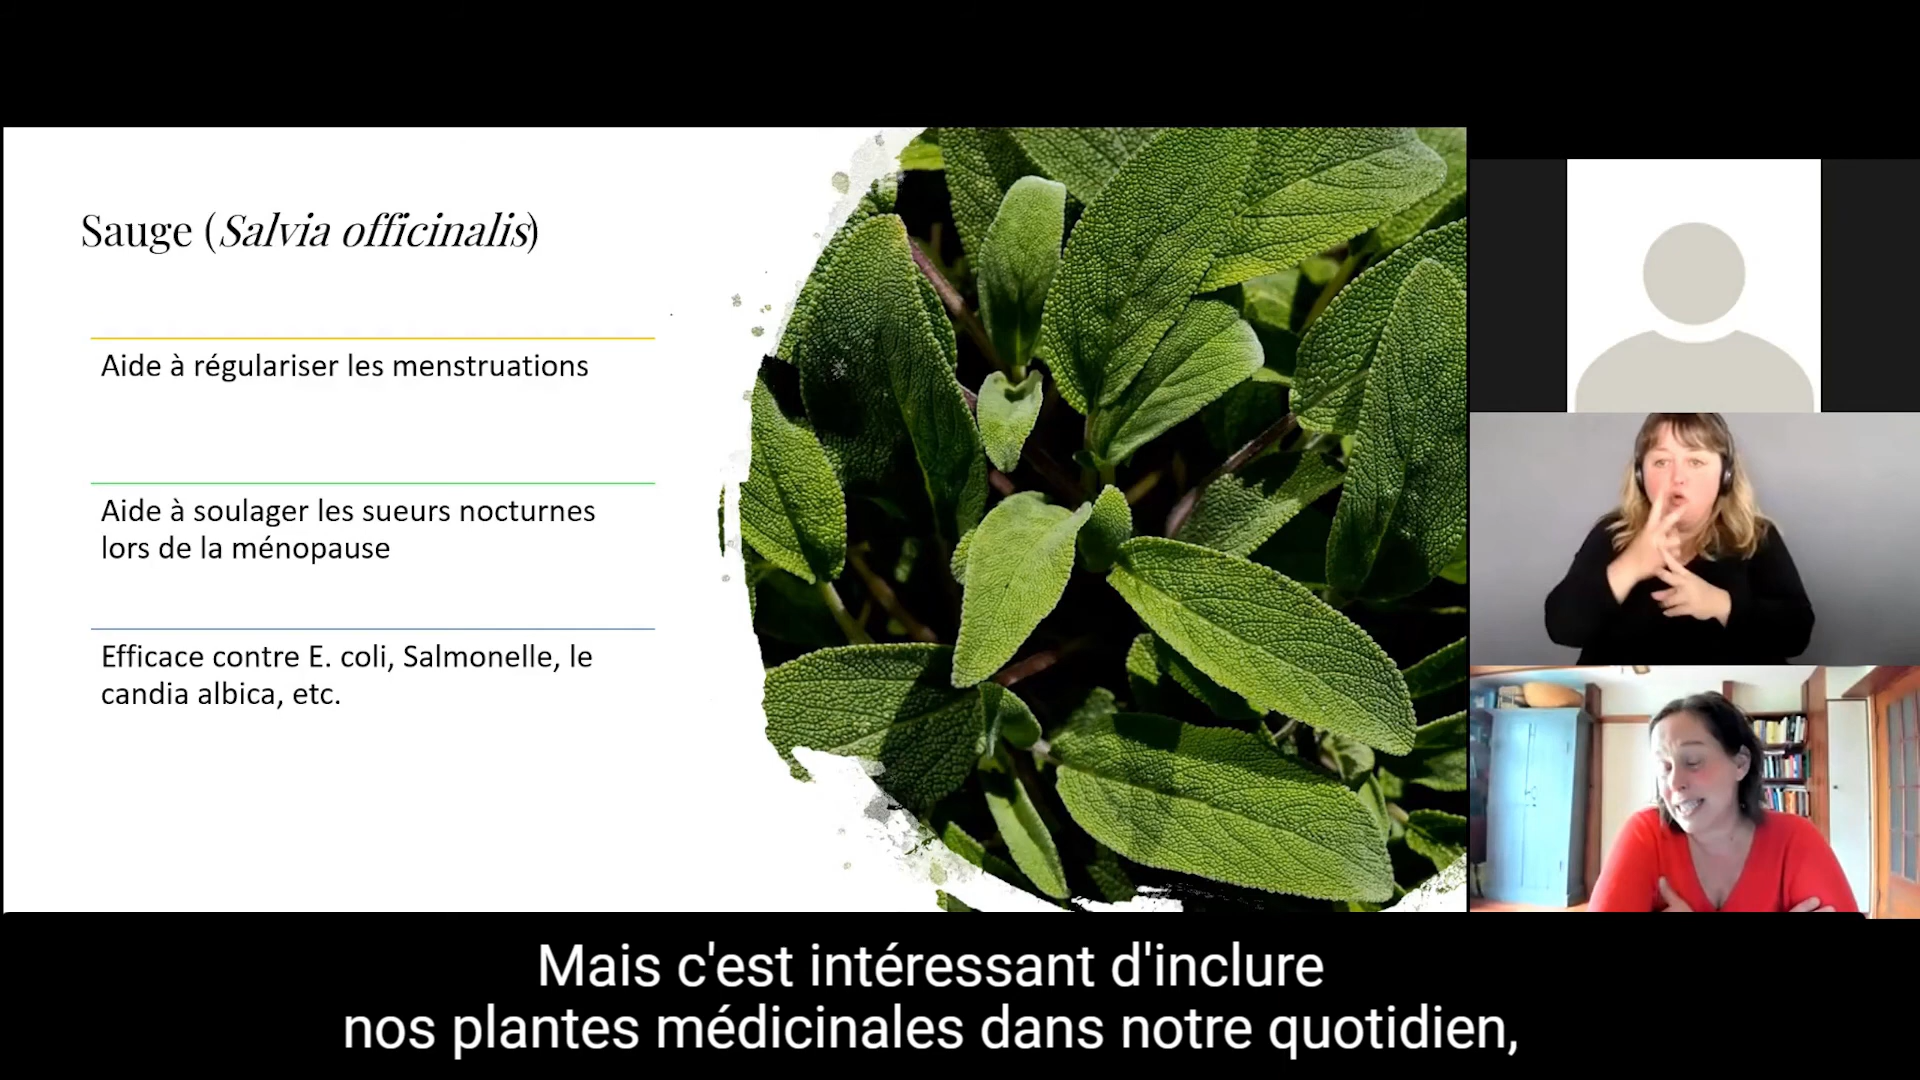 Sauge (Salvia officinalis)
Aide à régulariser les menstruations
Aide à soulager les sueurs nocturnes
lors de la ménopause
Efficace contre E. coli, Salmonelle, le
candia albica, etc.
Mais c'est intéressant d'inclure
nos plantes médicinales dans notre quotidien,